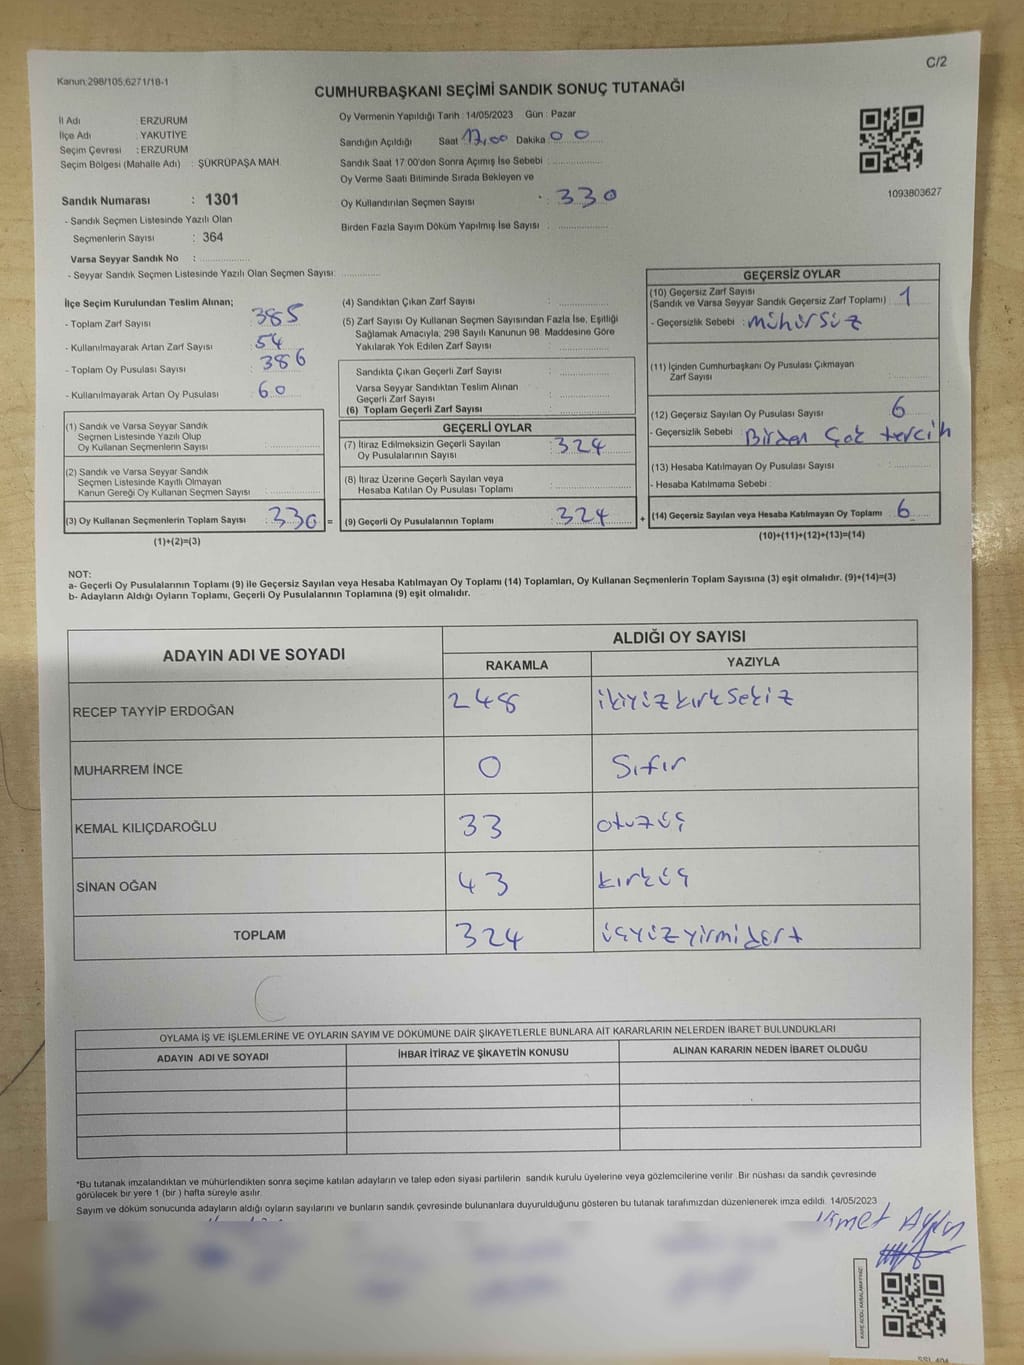 Kanun:298/105,6271/18-1
C/2
CUMHURBAŞKANI SEÇİMİ SANDIK SONUÇ TUTANAĞI
İl Adı : ERZURUM
İlçe Adı : YAKUTİYE
Seçim Çevresi : ERZURUM
Seçim Bölgesi (Mahalle Adı) : ŞÜKRÜPAŞA MAH.
Sandık Numarası : 1301
- Sandık Seçmen Listesinde Yazılı Olan
Seçmenlerin Sayısı : 364
Varsa Seyyar Sandık No :
- Seyyar Sandık Seçmen Listesinde Yazılı Olan Seçmen Sayısı:
Oy Vermenin Yapıldığı Tarih : 14/05/2023 Gün : Pazar
Sandığın Açıldığı Saat 17,00 Dakika 00
Sandık Saat 17:00'den Sonra Açımış İse Sebebi :
Oy Verme Saati Bitiminde Sırada Bekleyen ve
Oy Kullandırılan Seçmen Sayısı : 330
Birden Fazla Sayım Döküm Yapılmış İse Sayısı :
1093803627
İlçe Seçim Kurulundan Teslim Alınan;
- Toplam Zarf Sayısı : 385
- Kullanılmayarak Artan Zarf Sayısı : 54
- Toplam Oy Pusulası Sayısı : 386
- Kullanılmayarak Artan Oy Pusulası : 60
(1) Sandık ve Varsa Seyyar Sandık
Seçmen Listesinde Yazılı Olup
Oy Kullanan Seçmenlerin Sayısı :
(2) Sandık ve Varsa Seyyar Sandık
Seçmen Listesinde Kayıtlı Olmayan
Kanun Gereği Oy Kullanan Seçmen Sayısı :
(3) Oy Kullanan Seçmenlerin Toplam Sayısı : 330 =
(1)+(2)=(3)
(4) Sandıktan Çıkan Zarf Sayısı :
(5) Zarf Sayısı Oy Kullanan Seçmen Sayısından Fazla İse, Eşitliği
Sağlamak Amacıyla, 298 Sayılı Kanunun 98. Maddesine Göre
Yakılarak Yok Edilen Zarf Sayısı :
Sandıkta Çıkan Geçerli Zarf Sayısı :
Varsa Seyyar Sandıktan Teslim Alınan
Geçerli Zarf Sayısı :
(6) Toplam Geçerli Zarf Sayısı :
GEÇERLİ OYLAR
(7) İtiraz Edilmeksizin Geçerli Sayılan
Oy Pusulalarının Sayısı : 324
(8) İtiraz Üzerine Geçerli Sayılan veya
Hesaba Katılan Oy Pusulası Toplamı :
(9) Geçerli Oy Pusulalarının Toplamı : 324 +
GEÇERSİZ OYLAR
(10) Geçersiz Zarf Sayısı
(Sandık ve Varsa Seyyar Sandık Geçersiz Zarf Toplamı) : 1
- Geçersizlik Sebebi : mühürsüz
(11) İçinden Cumhurbaşkanı Oy Pusulası Çıkmayan
Zarf Sayısı :
(12) Geçersiz Sayılan Oy Pusulası Sayısı : 6
- Geçersizlik Sebebi : Birden çok tercih
(13) Hesaba Katılmayan Oy Pusulası Sayısı :
- Hesaba Katılmama Sebebi :
(14) Geçersiz Sayılan veya Hesaba Katılmayan Oy Toplamı : 6
(10)+(11)+(12)+(13)=(14)
NOT:
a- Geçerli Oy Pusulalarının Toplamı (9) ile Geçersiz Sayılan veya Hesaba Katılmayan Oy Toplamı (14) Toplamları, Oy Kullanan Seçmenlerin Toplam Sayısına (3) eşit olmalıdır. (9)+(14)=(3)
b- Adayların Aldığı Oyların Toplamı, Geçerli Oy Pusulalarının Toplamına (9) eşit olmalıdır.
ADAYIN ADI VE SOYADI ALDIĞI OY SAYISI
RAKAMLA YAZIYLA
RECEP TAYYİP ERDOĞAN 248 ikiyüzkırksekiz
MUHARREM İNCE 0 Sıfır
KEMAL KILIÇDAROĞLU 33 otuzüç
SİNAN OĞAN 43 kırküç
TOPLAM 324 üçyüzyirmidört
OYLAMA İŞ VE İŞLEMLERİNE VE OYLARIN SAYIM VE DÖKÜMÜNE DAİR ŞİKAYETLERLE BUNLARA AİT KARARLARIN NELERDEN İBARET BULUNDUKLARI
ADAYIN ADI VE SOYADI İHBAR İTİRAZ VE ŞİKAYETİN KONUSU ALINAN KARARIN NEDEN İBARET OLDUĞU
*Bu tutanak imzalandıktan ve mühürlendikten sonra seçime katılan adayların ve talep eden siyasi partilerin sandık kurulu üyelerine veya gözlemcilerine verilir. Bir nüshası da sandık çevresinde
görülecek bir yere 1 (bir ) hafta süreyle asılır.
Sayım ve döküm sonucunda adayların aldığı oyların sayılarını ve bunların sandık çevresinde bulunanlara duyurulduğunu gösteren bu tutanak tarafımızdan düzenlenerek imza edildi. 14/05/2023